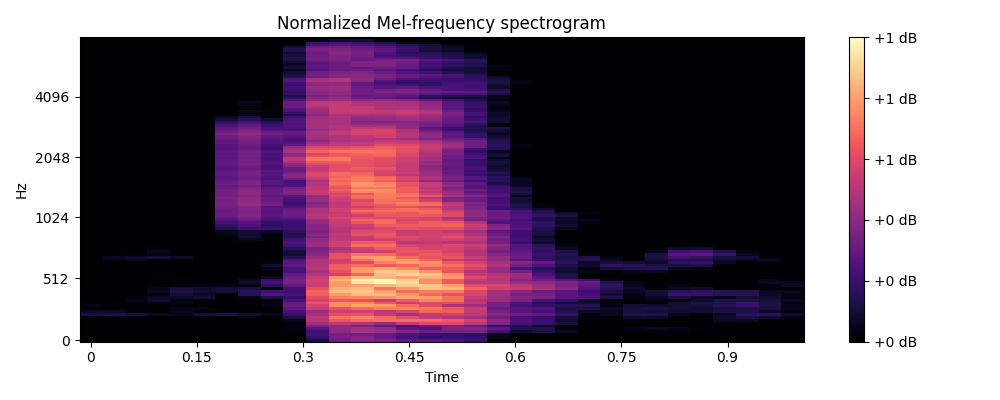 Normalized Mel-frequency spectrogram
Hz
4096
2048
1024
512
0
0 0.15 0.3 0.45 0.6 0.75 0.9
Time
+1 dB
+1 dB
+1 dB
+0 dB
+0 dB
+0 dB